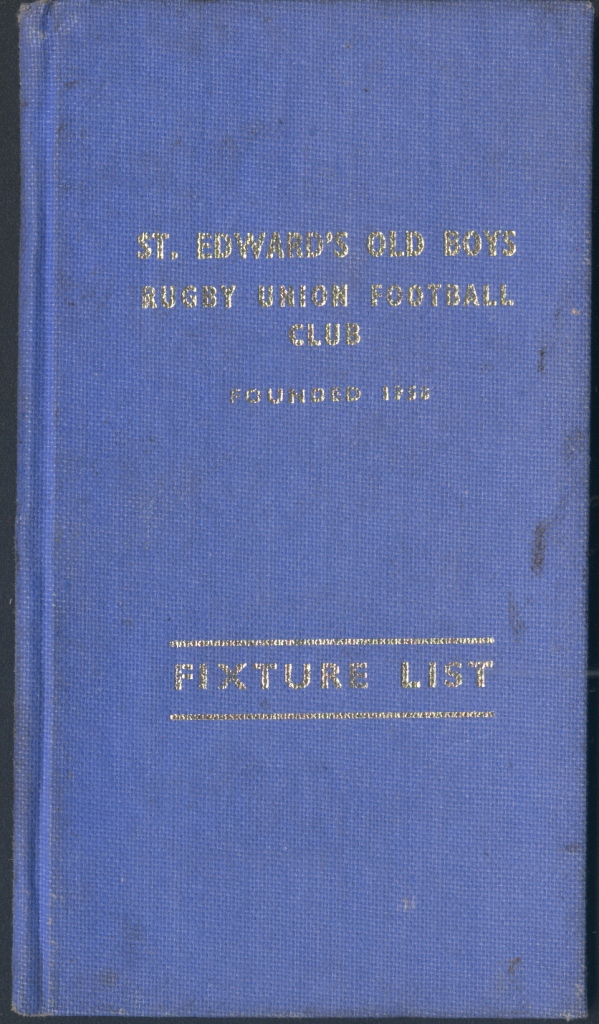 ST. EDWARD'S OLD BOYS
RUGBY UNION FOOTBALL
CLUB
FOUNDED
FIXTURE LIST